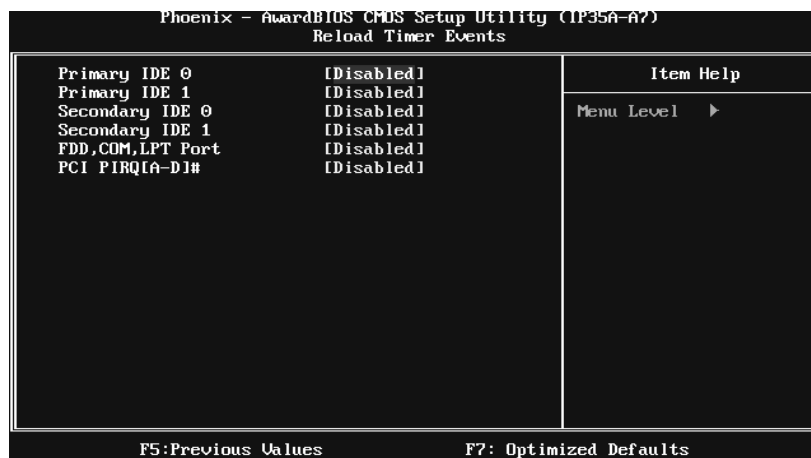 Phoenix - AwardBIOS CMOS Setup Utility (IP35A-A7)
Reload Timer Events
Primary IDE 0 [Disabled]
Primary IDE 1 [Disabled]
Secondary IDE 0 [Disabled]
Secondary IDE 1 [Disabled]
FDD,COM,LPT Port [Disabled]
PCI PIRQ[A-D]# [Disabled]
Item Help
Menu Level ▶
F5:Previous Values F7: Optimized Defaults